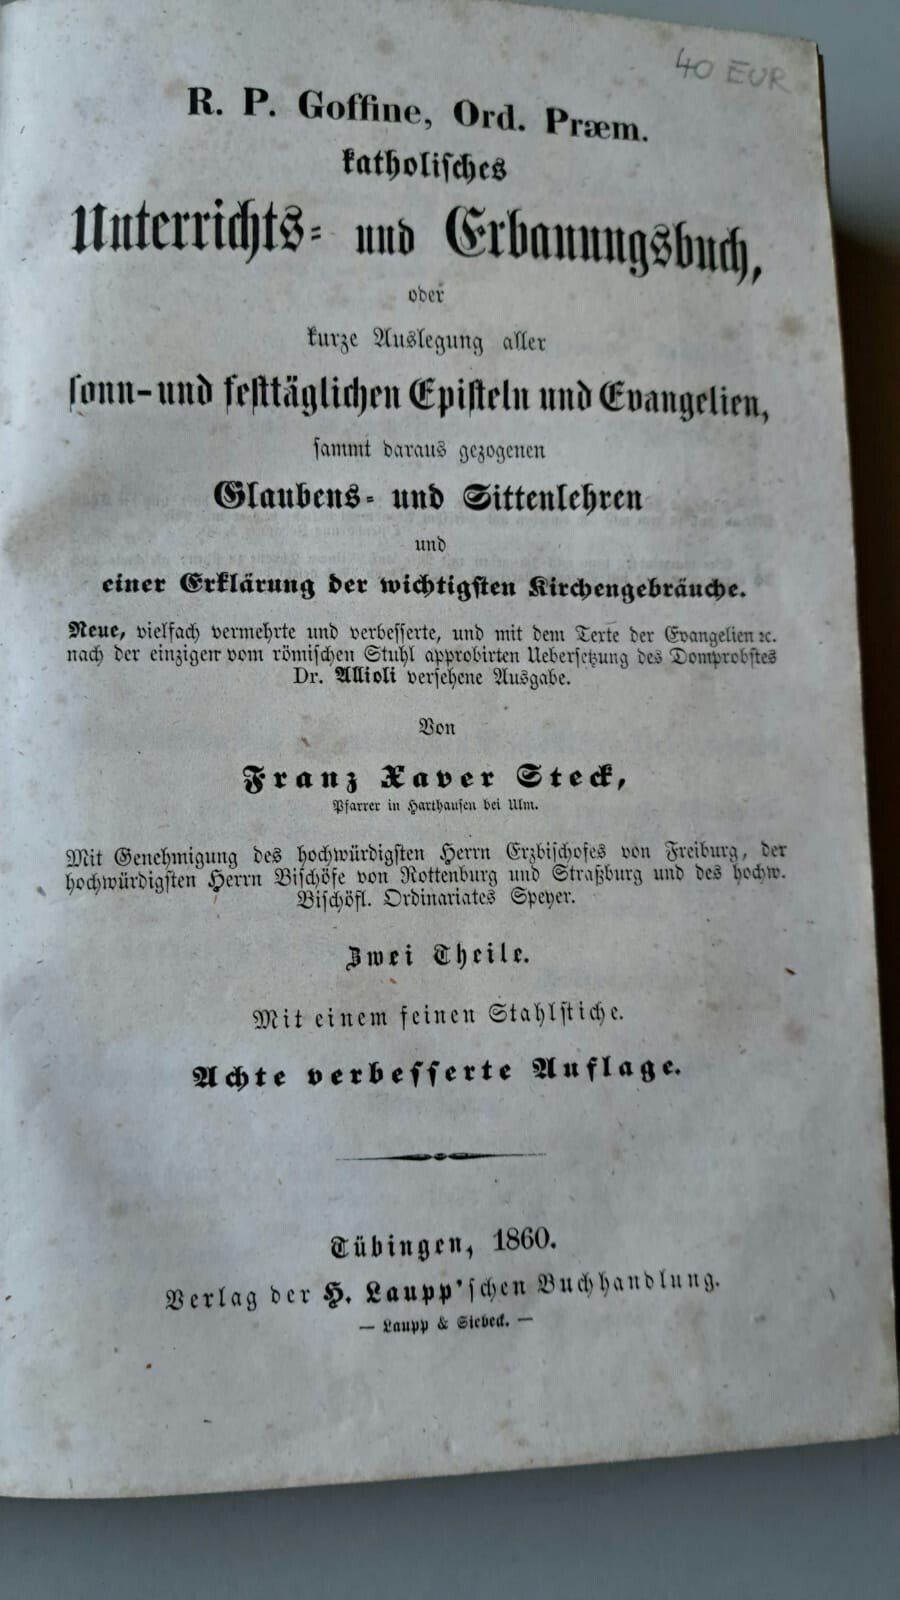 40 EUR
R. P. Goffine, Ord. Præm.
katholiſches
Unterrichts- und Erbauungsbuch,
oder
kurze Auslegung aller
ſonn- und feſttäglichen Epiſteln und Evangelien,
ſammt daraus gezogenen
Glaubens- und Sittenlehren
und
einer Erklärung der wichtigſten Kirchengebräuche.
Neue, vielfach vermehrte und verbeſſerte, und mit dem Texte der Evangelien ꝛc.
nach der einzigen vom römiſchen Stuhl approbirten Ueberſetzung des Domprobſtes
Dr. Allioli verſehene Ausgabe.
Von
Franz Xaver Steck,
Pfarrer in Harthauſen bei Ulm.
Mit Genehmigung des hochwürdigſten Herrn Erzbiſchofes von Freiburg, der
hochwürdigſten Herrn Biſchöfe von Rottenburg und Straßburg und des hochw.
Biſchöfl. Ordinariates Speyer.
Zwei Theile.
Mit einem feinen Stahlſtiche.
Achte verbeſſerte Auflage.
Tübingen, 1860.
Verlag der H. Laupp'ſchen Buchhandlung.
— Laupp & Siebeck. —